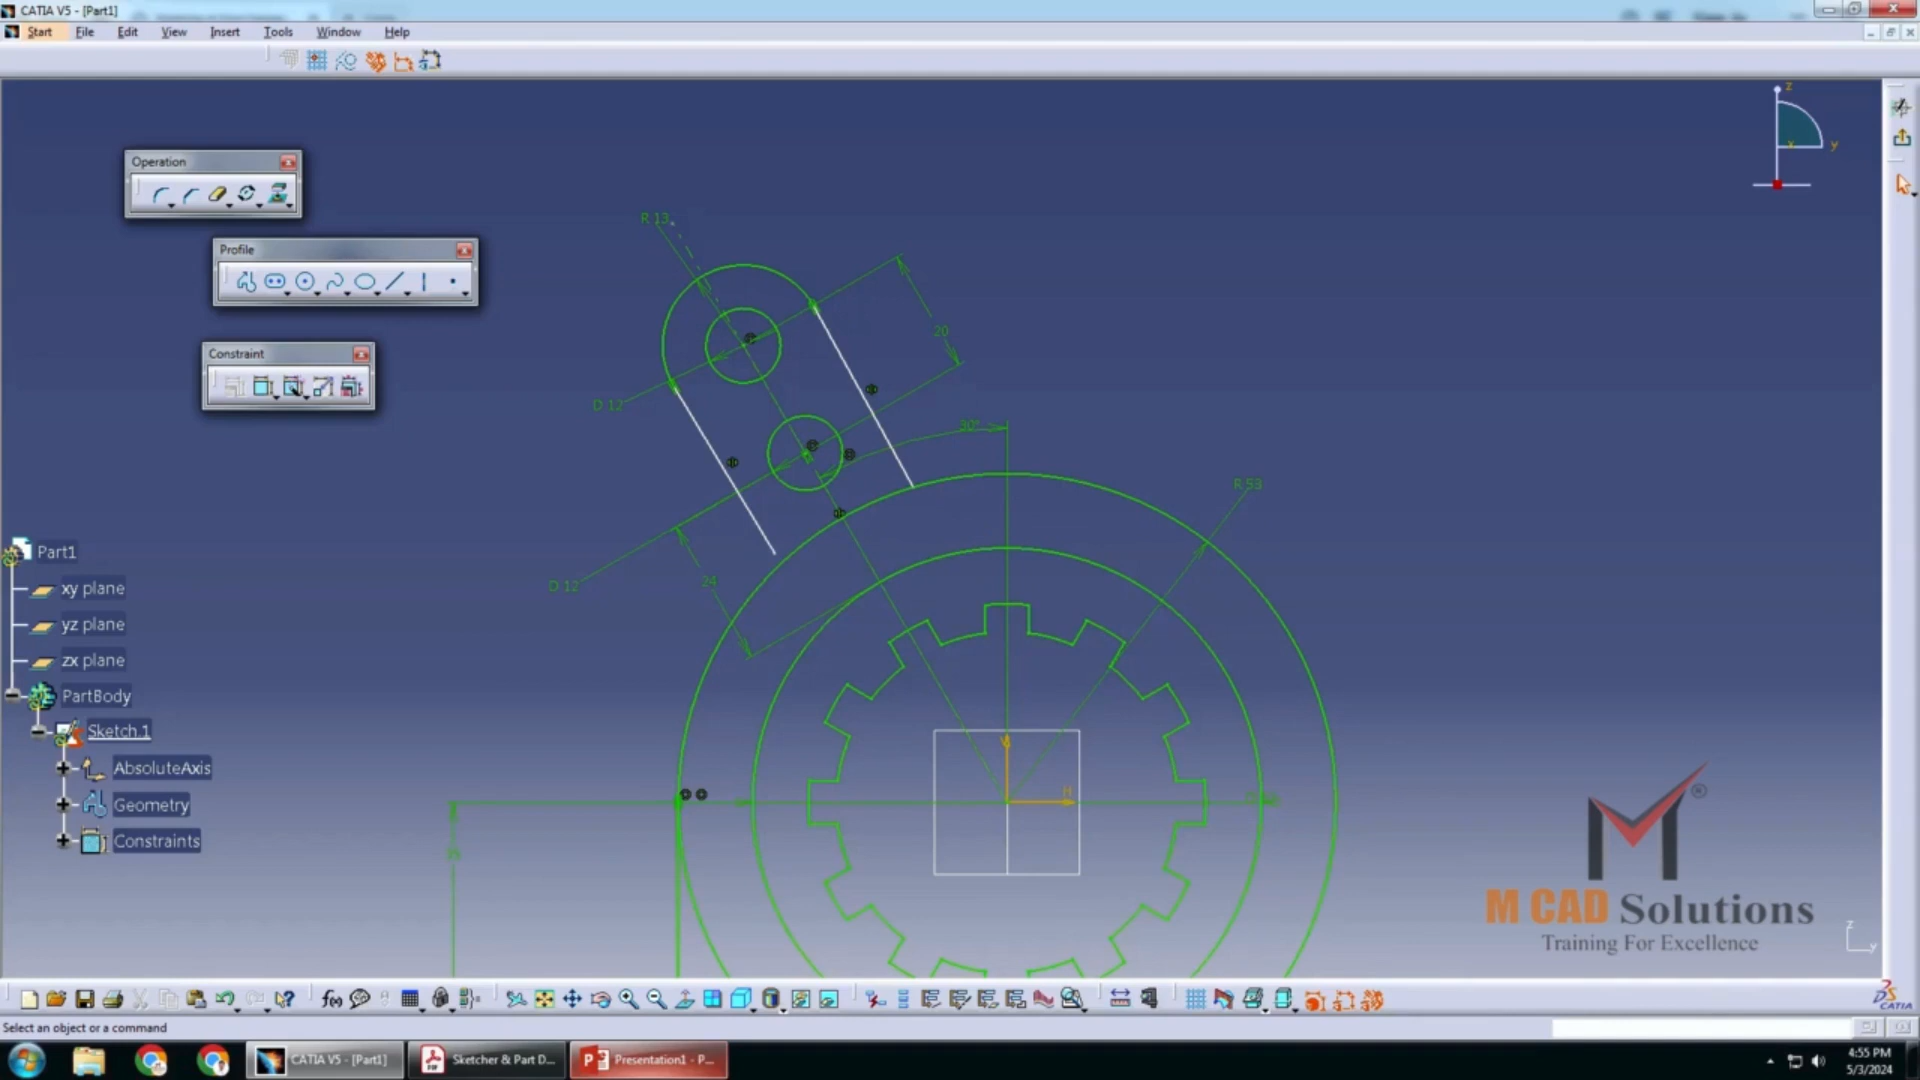 CATIA V5 - [Part1]
Start File Edit View Insert Tools Window Help
Operation
Profile
Constraint
z
x
y
R 13
20
D 12
30°
R 53
D 12
24
V
H
Part1
xy plane
yz plane
zx plane
PartBody
Sketch.1
AbsoluteAxis
Geometry
Constraints
M ®
M CAD Solutions
Training For Excellence
z
y
f(x)
CATIA
Select an object or a command
CATIA V5 - [Part1]
Sketcher & Part D...
Presentation1 - P...
4:55 PM
5/3/2024